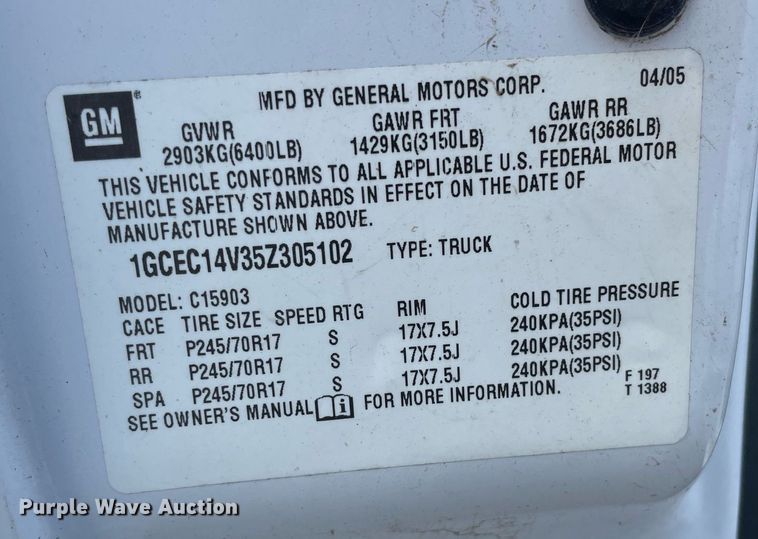 GM
MFD BY GENERAL MOTORS CORP. 04/05
GVWR GAWR FRT GAWR RR
2903KG(6400LB) 1429KG(3150LB) 1672KG(3686LB)
THIS VEHICLE CONFORMS TO ALL APPLICABLE U.S. FEDERAL MOTOR
VEHICLE SAFETY STANDARDS IN EFFECT ON THE DATE OF
MANUFACTURE SHOWN ABOVE.
1GCEC14V35Z305102 TYPE: TRUCK
MODEL: C15903
CACE TIRE SIZE SPEED RTG RIM COLD TIRE PRESSURE
FRT P245/70R17 S 17X7.5J 240KPA(35PSI)
RR P245/70R17 S 17X7.5J 240KPA(35PSI)
SPA P245/70R17 S 17X7.5J 240KPA(35PSI)
SEE OWNER'S MANUAL i FOR MORE INFORMATION.
F 197
T 1388
Purple Wave Auction